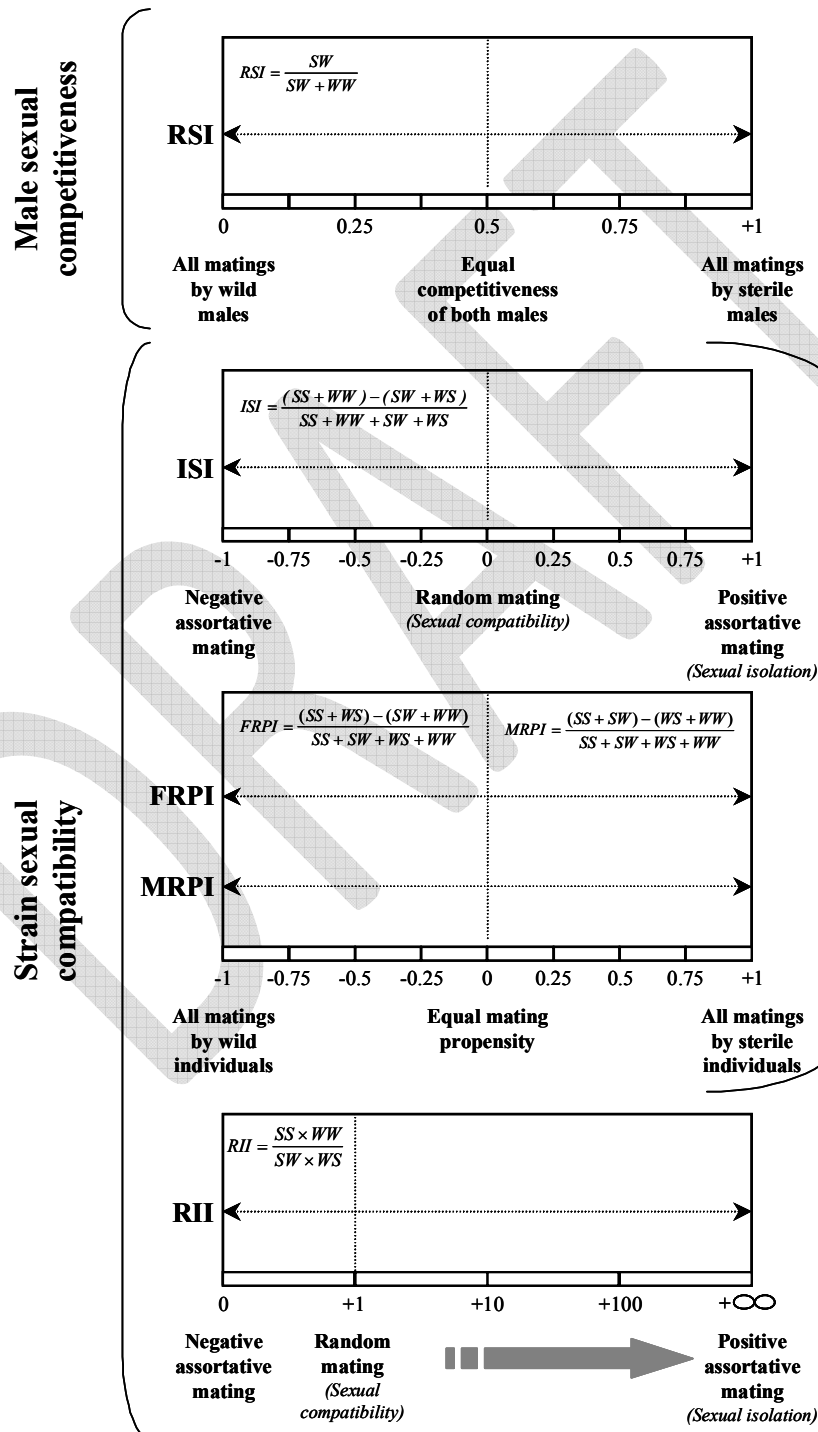 Male sexual
competitiveness
RSI = SW / (SW + WW)
RSI
0 0.25 0.5 0.75 +1
All matings
by wild
males
Equal
competitiveness
of both males
All matings
by sterile
males
Strain sexual
compatibility
ISI = ((SS + WW) − (SW + WS)) / (SS + WW + SW + WS)
ISI
-1 -0.75 -0.5 -0.25 0 0.25 0.5 0.75 +1
Negative
assortative
mating
Random mating
(Sexual compatibility)
Positive
assortative
mating
(Sexual isolation)
FRPI = ((SS + WS) − (SW + WW)) / (SS + SW + WS + WW)
MRPI = ((SS + SW) − (WS + WW)) / (SS + SW + WS + WW)
FRPI
MRPI
-1 -0.75 -0.5 -0.25 0 0.25 0.5 0.75 +1
All matings
by wild
individuals
Equal mating
propensity
All matings
by sterile
individuals
RII = (SS × WW) / (SW × WS)
RII
0 +1 +10 +100 +∞
Negative
assortative
mating
Random
mating
(Sexual
compatibility)
Positive
assortative
mating
(Sexual isolation)
DRAFT